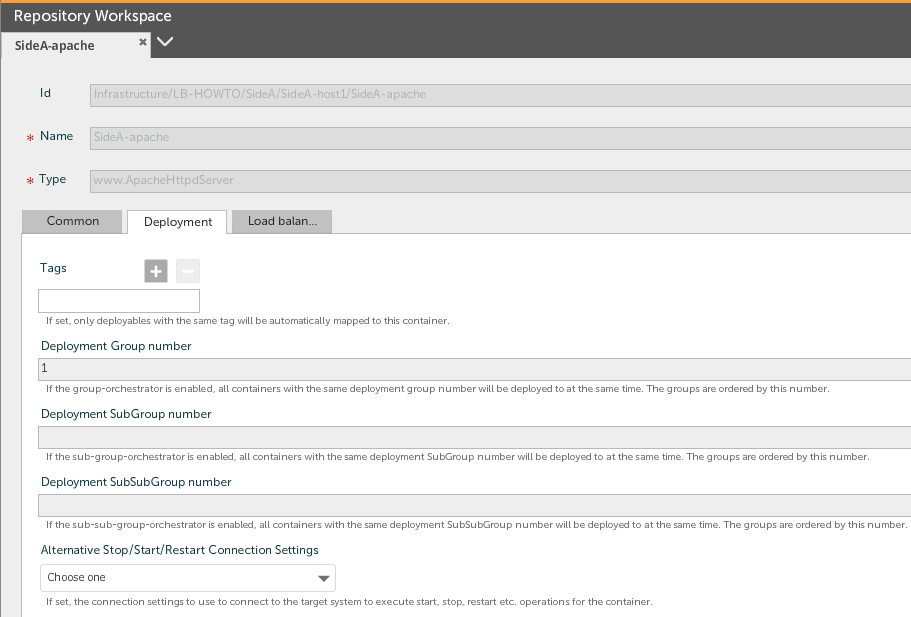 Repository Workspace
SideA-apache
Id
Infrastructure/LB-HOWTO/SideA/SideA-host1/SideA-apache
* Name
SideA-apache
* Type
www.ApacheHttpdServer
Common Deployment Load balan...
Tags
If set, only deployables with the same tag will be automatically mapped to this container.
Deployment Group number
1
If the group-orchestrator is enabled, all containers with the same deployment group number will be deployed to at the same time. The groups are ordered by this number.
Deployment SubGroup number
If the sub-group-orchestrator is enabled, all containers with the same deployment SubGroup number will be deployed to at the same time. The groups are ordered by this number.
Deployment SubSubGroup number
If the sub-sub-group-orchestrator is enabled, all containers with the same deployment SubSubGroup number will be deployed to at the same time. The groups are ordered by this number.
Alternative Stop/Start/Restart Connection Settings
Choose one
If set, the connection settings to use to connect to the target system to execute start, stop, restart etc. operations for the container.